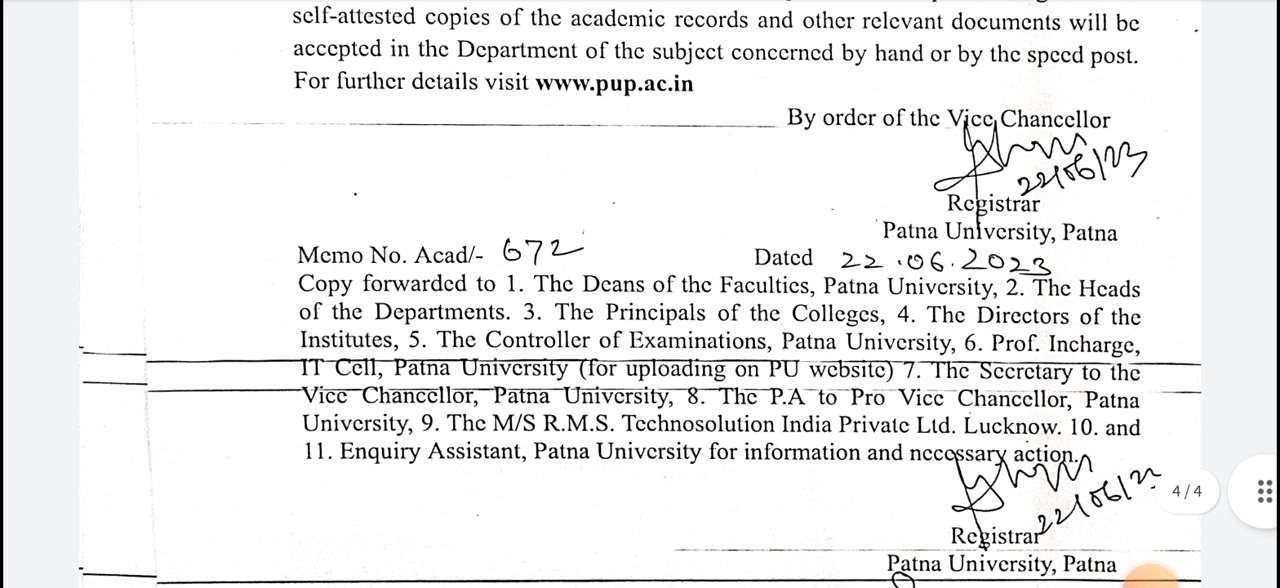 self-attested copies of the academic records and other relevant documents will be
accepted in the Department of the subject concerned by hand or by the speed post.
For further details visit www.pup.ac.in
By order of the Vice Chancellor
22/06/23
Registrar
Patna University, Patna
Memo No. Acad/- 672 Dated 22.06.2023
Copy forwarded to 1. The Deans of the Faculties, Patna University, 2. The Heads
of the Departments. 3. The Principals of the Colleges, 4. The Directors of the
Institutes, 5. The Controller of Examinations, Patna University, 6. Prof. Incharge,
IT Cell, Patna University (for uploading on PU website) 7. The Secretary to the
Vice Chancellor, Patna University, 8. The P.A to Pro Vice Chancellor, Patna
University, 9. The M/S R.M.S. Technosolution India Private Ltd. Lucknow. 10. and
11. Enquiry Assistant, Patna University for information and necessary action.
22/06/2
4/4
Registrar
Patna University, Patna